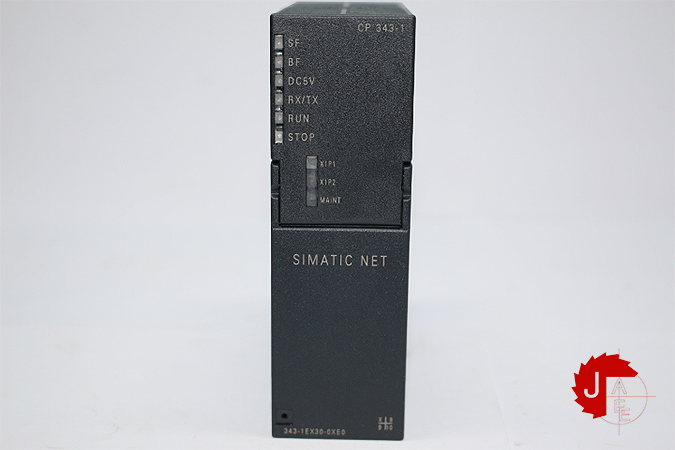 CP 343-1
SF
BF
DC5V
RX/TX
RUN
STOP
X1P1
X1P2
MAINT
SIMATIC NET
343-1EX30-0XE0
J A